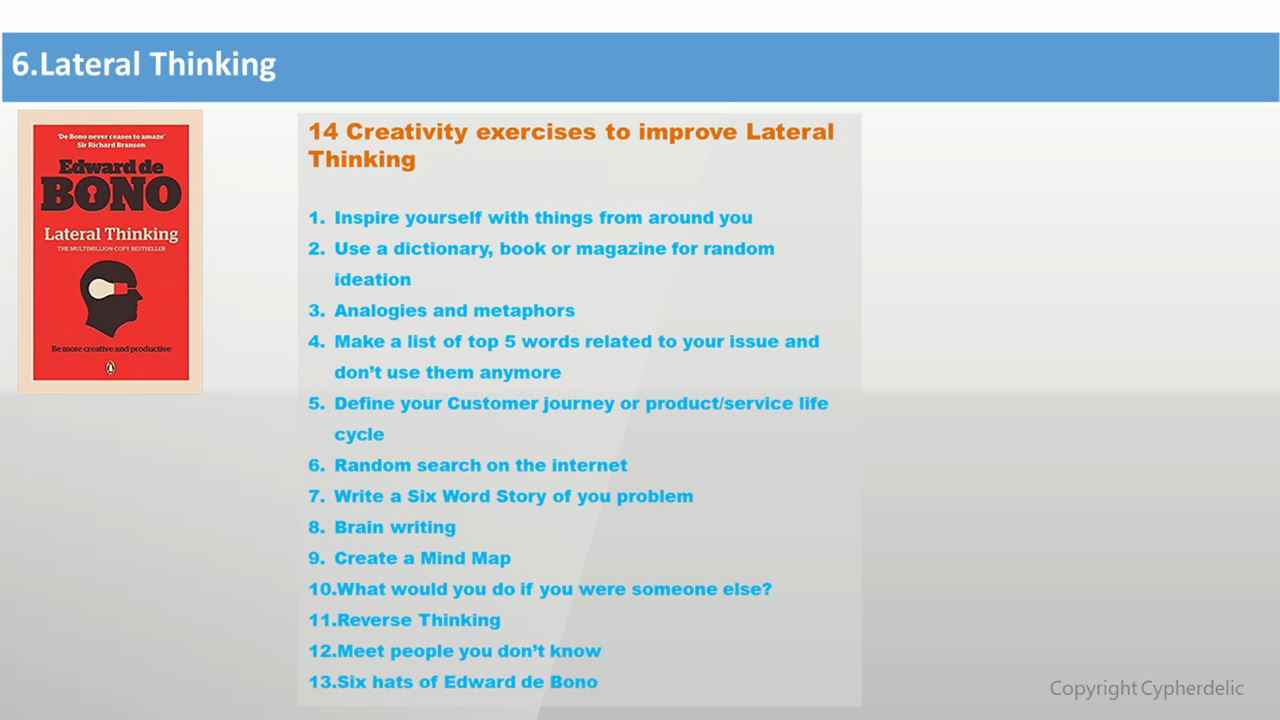 6.Lateral Thinking
'De Bono never ceases to amaze'
Sir Richard Branson
Edward de
BONO
Lateral Thinking
THE MULTIMILLION-COPY BESTSELLER
Be more creative and productive
14 Creativity exercises to improve Lateral
Thinking
1. Inspire yourself with things from around you
2. Use a dictionary, book or magazine for random
ideation
3. Analogies and metaphors
4. Make a list of top 5 words related to your issue and
don't use them anymore
5. Define your Customer journey or product/service life
cycle
6. Random search on the internet
7. Write a Six Word Story of you problem
8. Brain writing
9. Create a Mind Map
10.What would you do if you were someone else?
11.Reverse Thinking
12.Meet people you don't know
13.Six hats of Edward de Bono
Copyright Cypherdelic